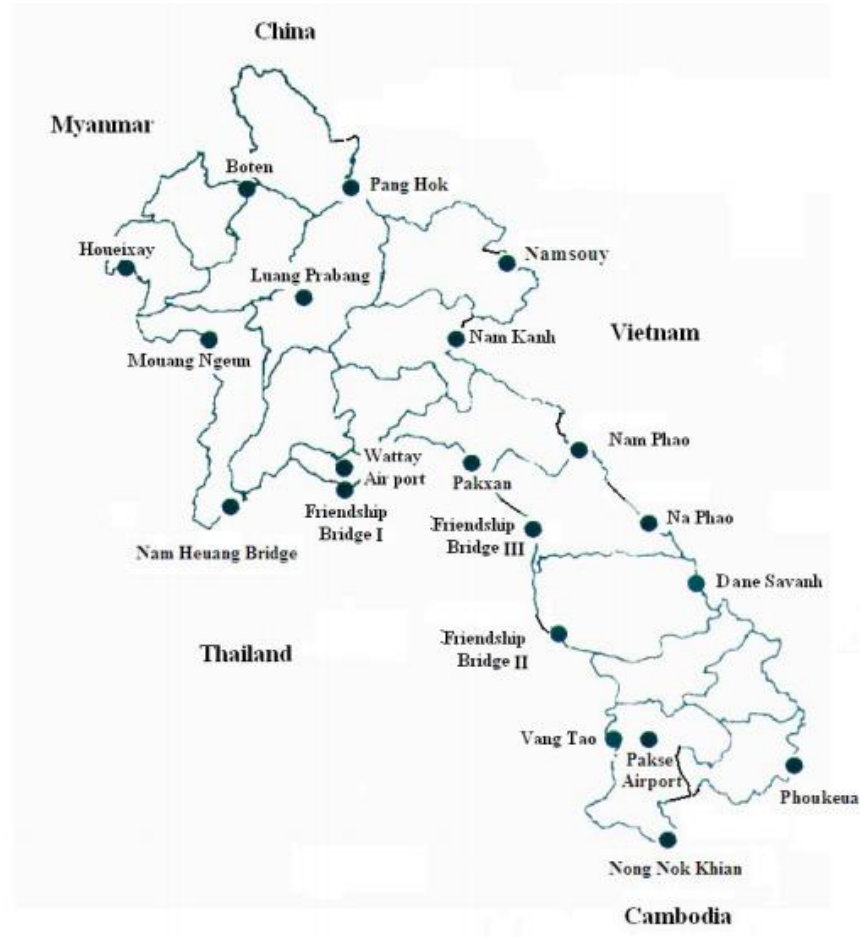 China
Myanmar
Boten
Pang Hok
Houeixay
Namsouy
Luang Prabang
Vietnam
Nam Kanh
Mouang Ngeun
Nam Phao
Wattay
Air port
Pakxan
Friendship
Bridge I
Friendship
Bridge III
Na Phao
Nam Heuang Bridge
Dane Savanh
Thailand
Friendship
Bridge II
Vang Tao
Pakse
Airport
Phoukeua
Nong Nok Khian
Cambodia